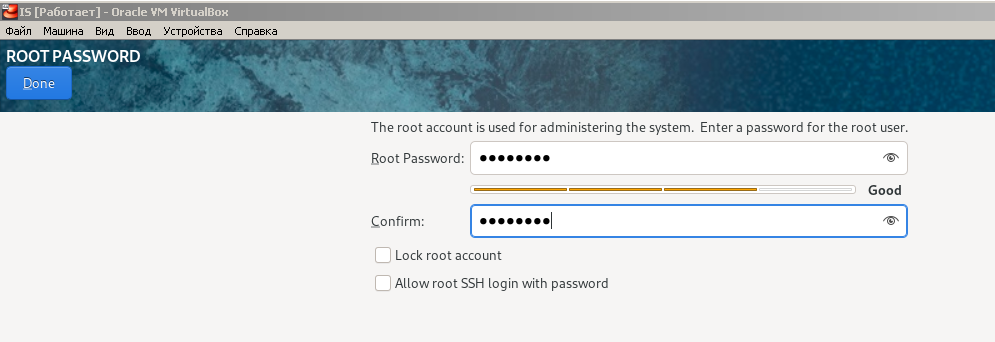 IS [Работает] - Oracle VM VirtualBox
Файл Машина Вид Ввод Устройства Справка
ROOT PASSWORD
Done
The root account is used for administering the system. Enter a password for the root user.
Root Password: ●●●●●●●●
Good
Confirm: ●●●●●●●●
Lock root account
Allow root SSH login with password